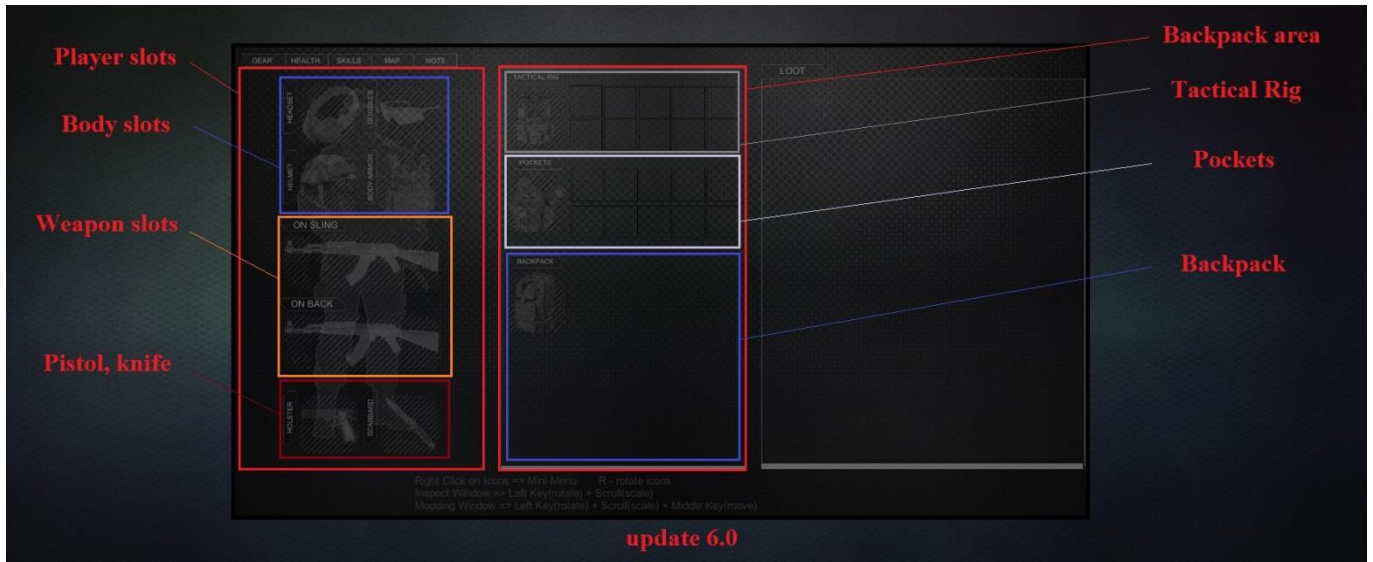 Player slots
Body slots
Weapon slots
Pistol, knife
GEAR HEALTH SKILLS MAP NOTE
HEADSET
GOGGLES
HELMET
BODY ARMOR
ON SLING
ON BACK
HOLSTER
SCABBARD
TACTICAL RIG
POCKETS
BACKPACK
LOOT
Backpack area
Tactical Rig
Pockets
Backpack
Right Click on Icons => Mini-Menu R - rotate icons
Inspect Window => Left Key(rotate) + Scroll(scale)
Modding Window => Left Key(rotate) + Scroll(scale) + Middle Key(move)
update 6.0